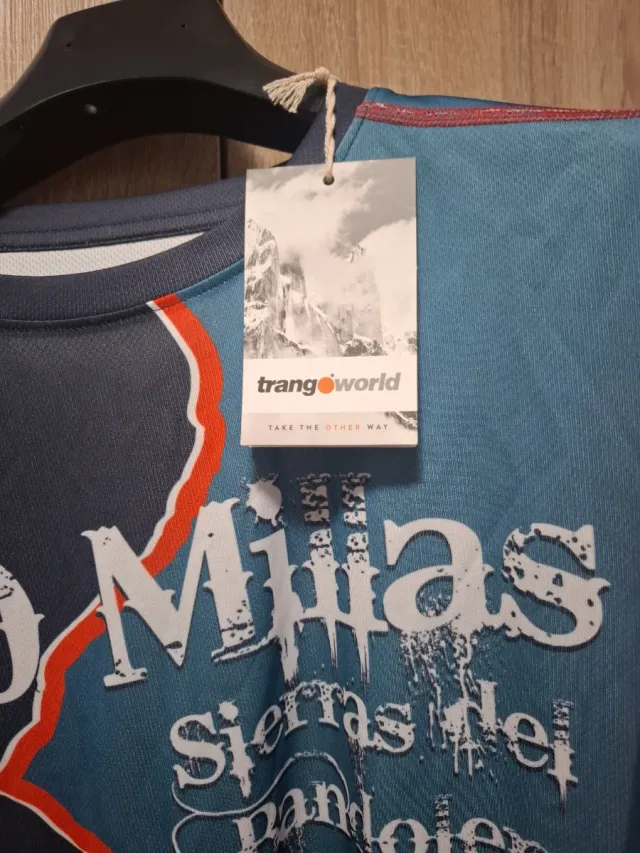 trangoworld
TAKE THE OTHER WAY
Millas
Sierras del